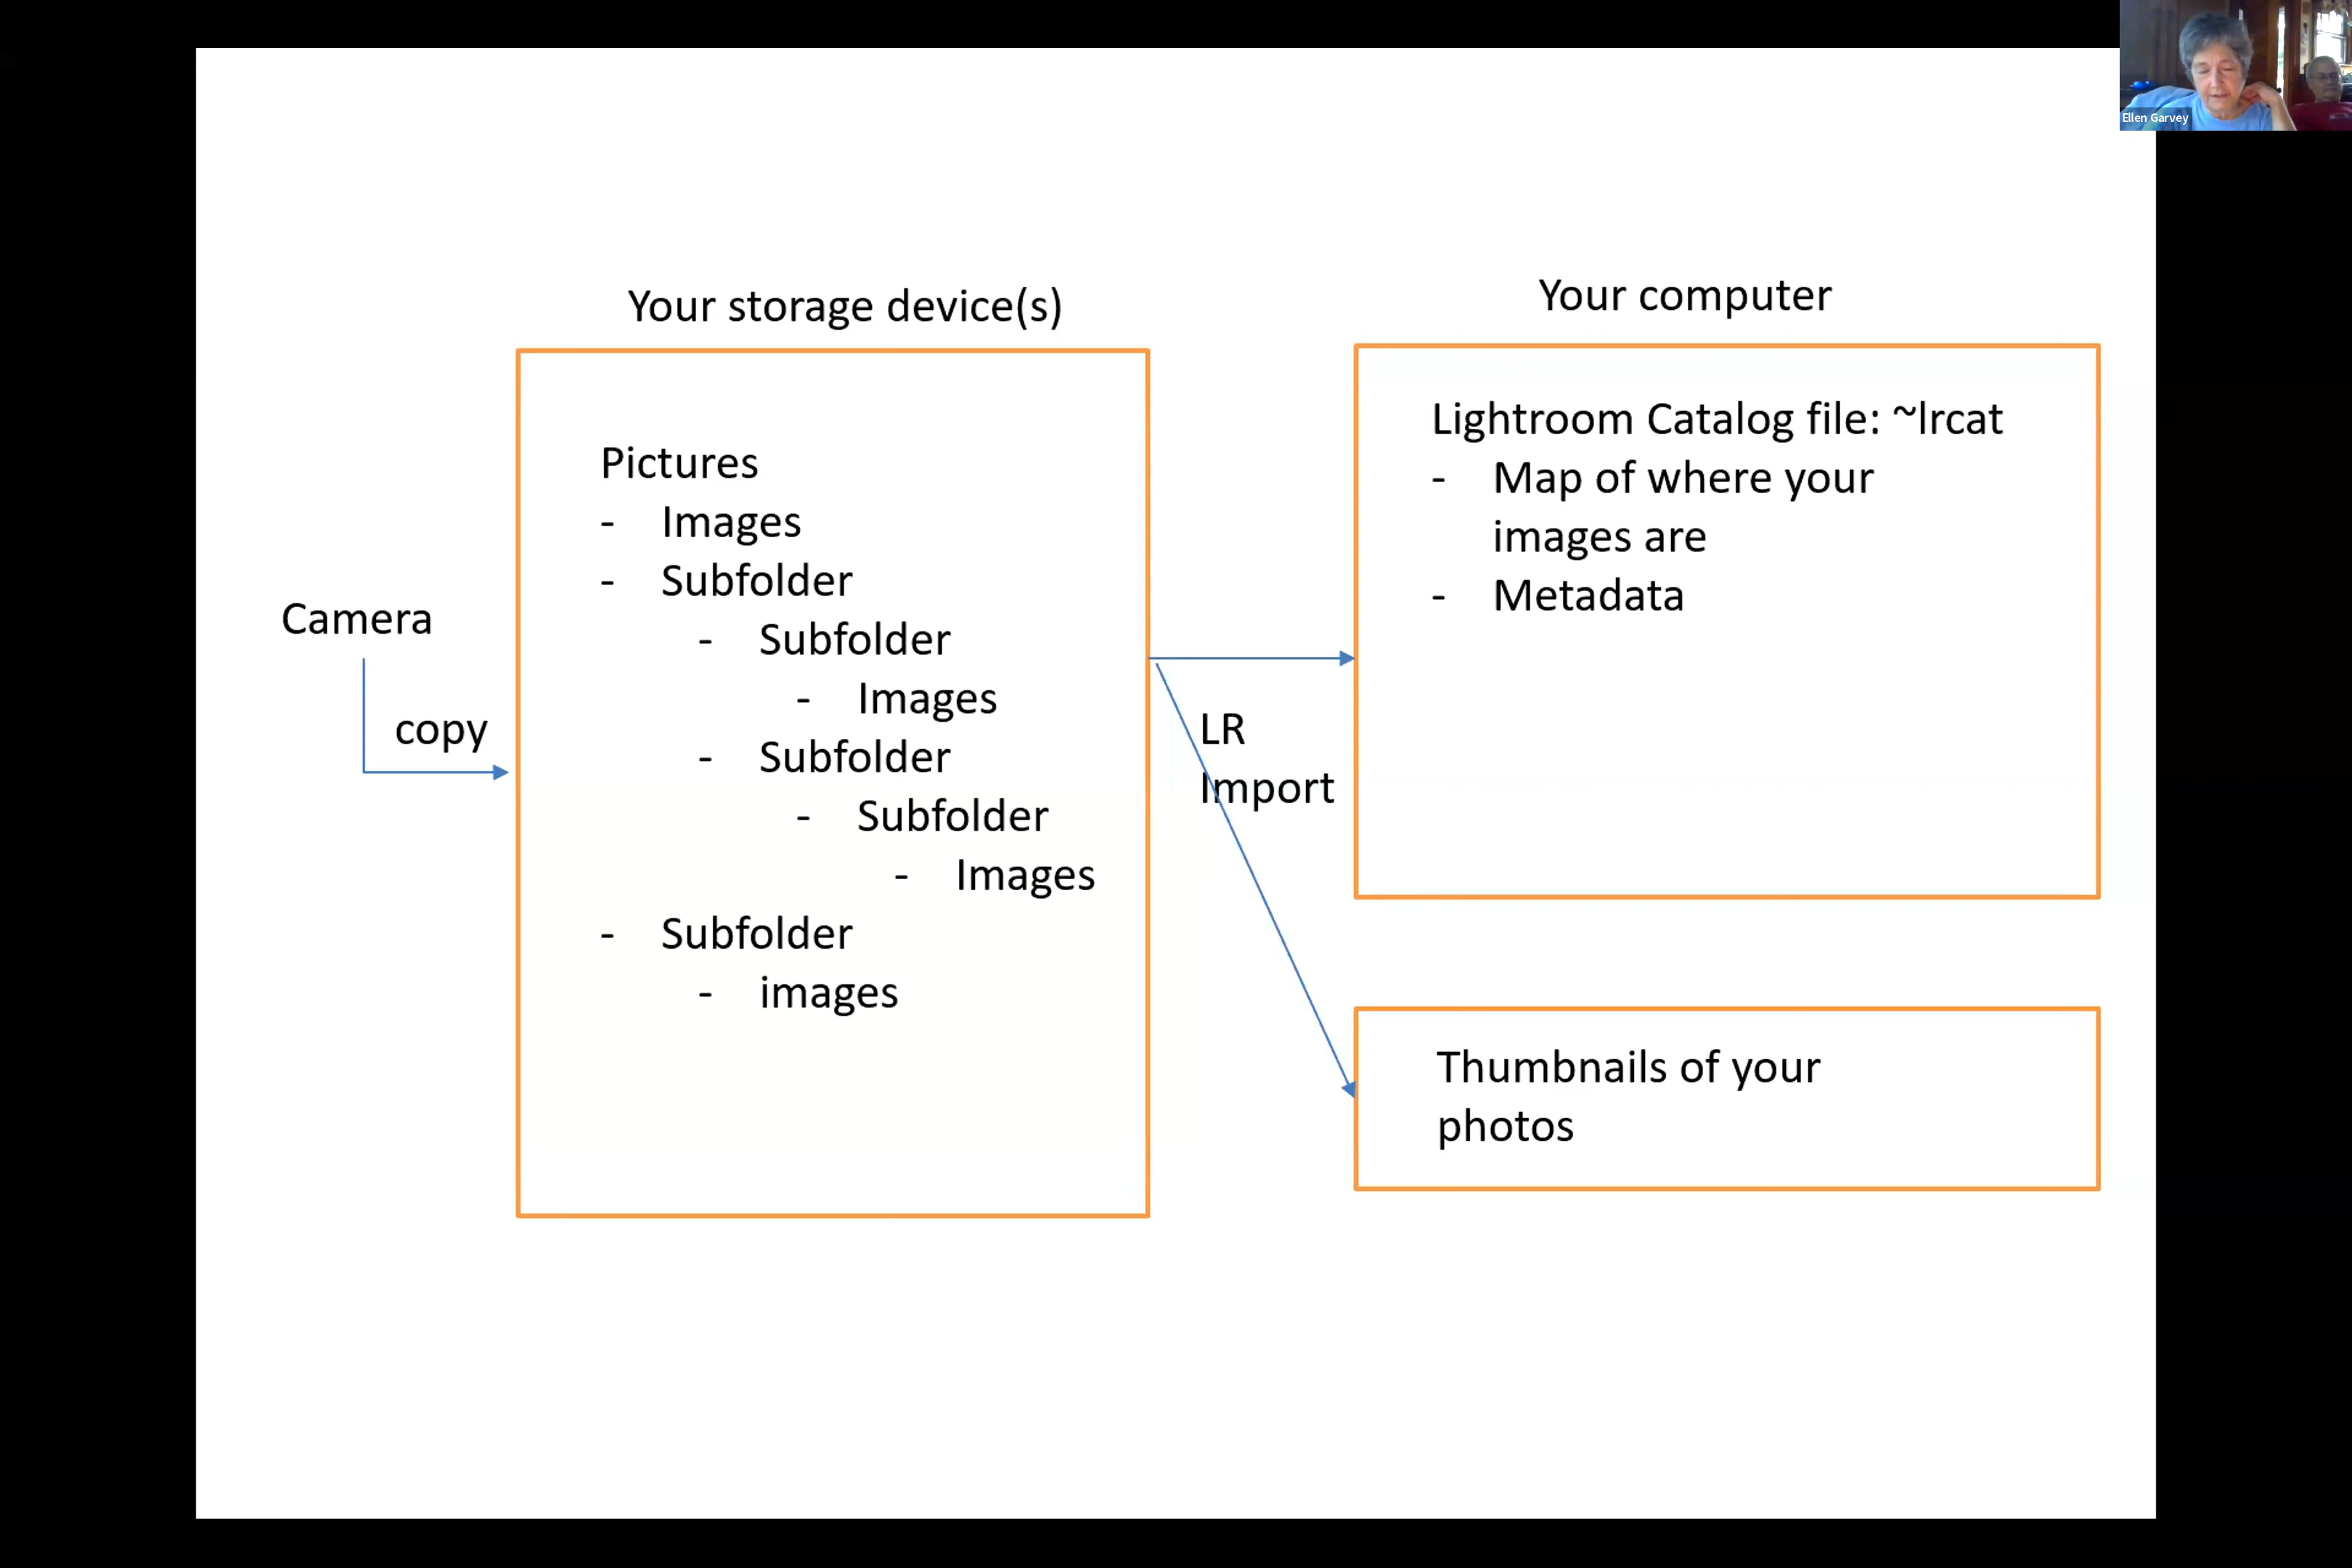 Ellen Garvey
Your storage device(s)
Your computer
Camera
copy
Pictures
- Images
- Subfolder
- Subfolder
- Images
- Subfolder
- Subfolder
- Images
- Subfolder
- images
LR
Import
Lightroom Catalog file: ~lrcat
- Map of where your
images are
- Metadata
Thumbnails of your
photos